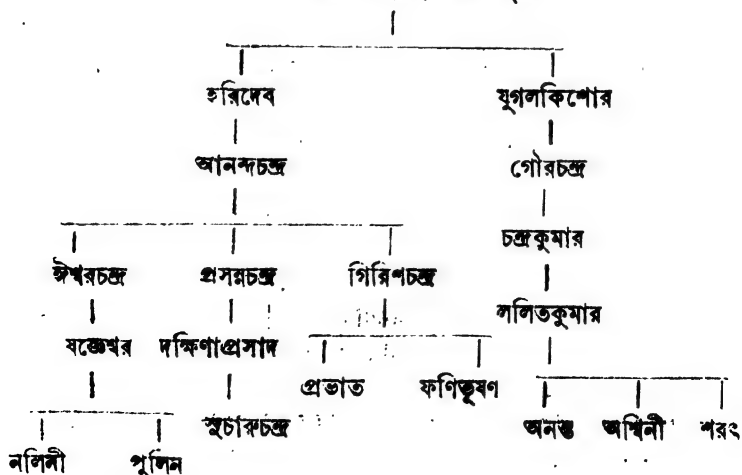 হরিদেব যুগলকিশোর
আনন্দচন্দ্র গৌরচন্দ্র
চন্দ্রকুমার
ঈশ্বরচন্দ্র প্রসন্নচন্দ্র গিরিশচন্দ্র
ললিতকুমার
যজ্ঞেশ্বর দক্ষিণাপ্রসাদ
প্রভাত ফণিভূষণ
সুচারুচন্দ্র অনন্ত অশ্বিনী শরৎ
নলিনী পুলিন